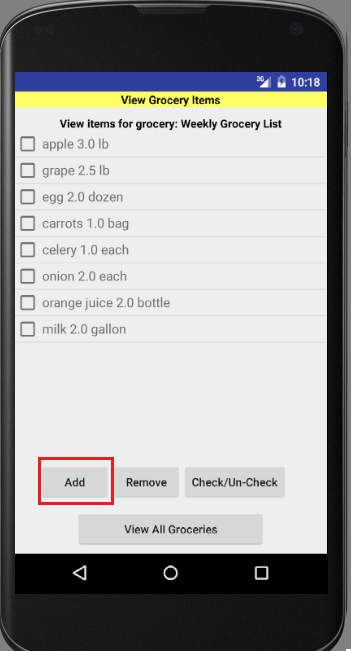 3G 10:18
View Grocery Items
View items for grocery: Weekly Grocery List
apple 3.0 lb
grape 2.5 lb
egg 2.0 dozen
carrots 1.0 bag
celery 1.0 each
onion 2.0 each
orange juice 2.0 bottle
milk 2.0 gallon
Add Remove Check/Un-Check
View All Groceries